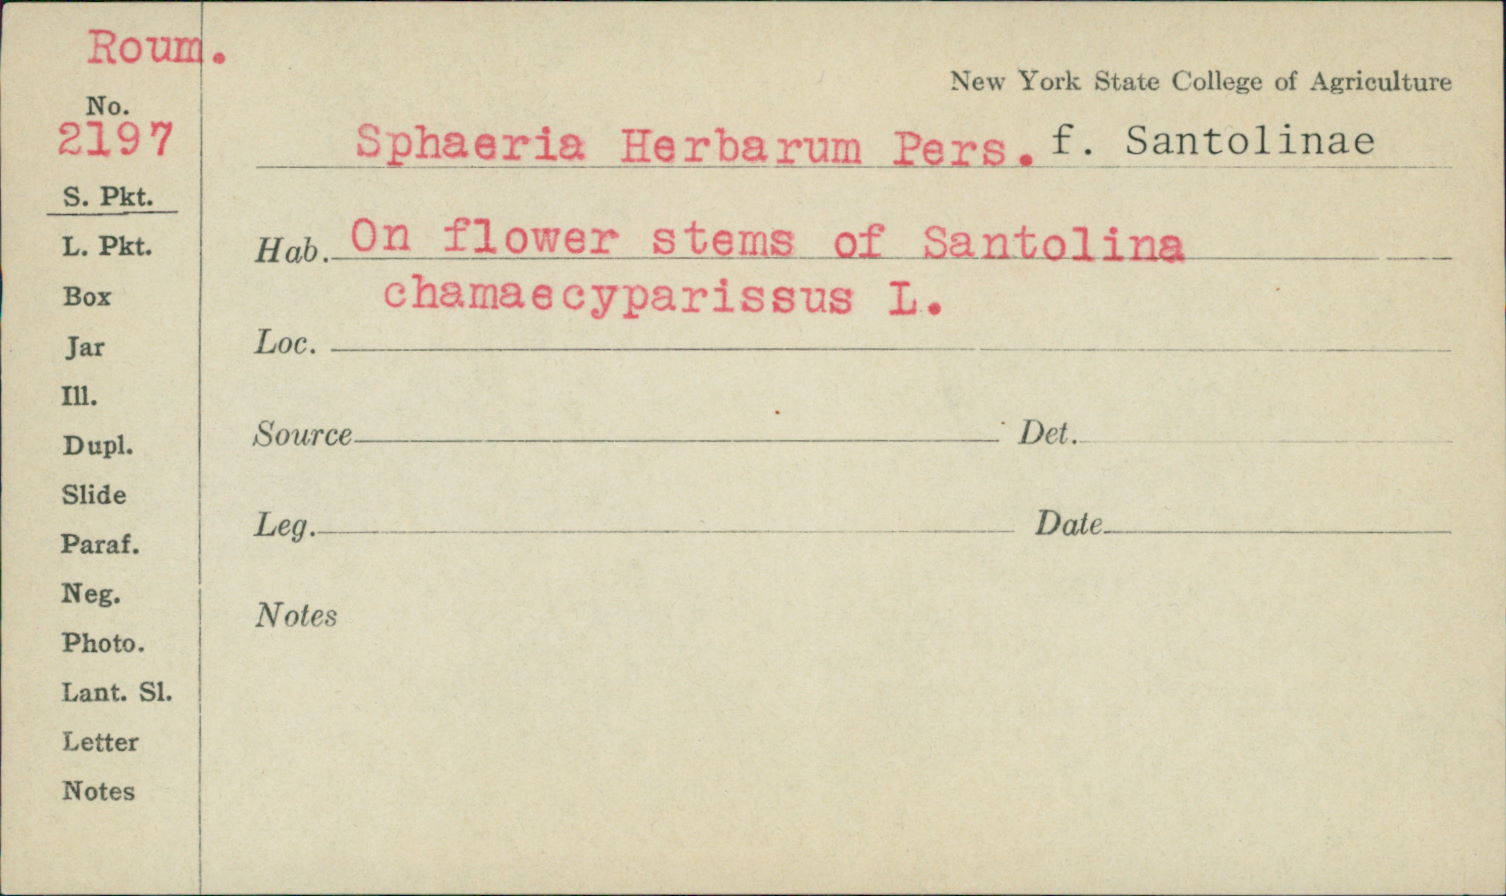 Roum.
New York State College of Agriculture
No.
2197
Sphaeria Herbarum Pers. f. Santolinae
S. Pkt.
L. Pkt.
Box
Jar
Ill.
Dupl.
Slide
Paraf.
Neg.
Photo.
Lant. Sl.
Letter
Notes
Hab. On flower stems of Santolina
chamaecyparissus L.
Loc.
Source Det.
Leg. Date
Notes